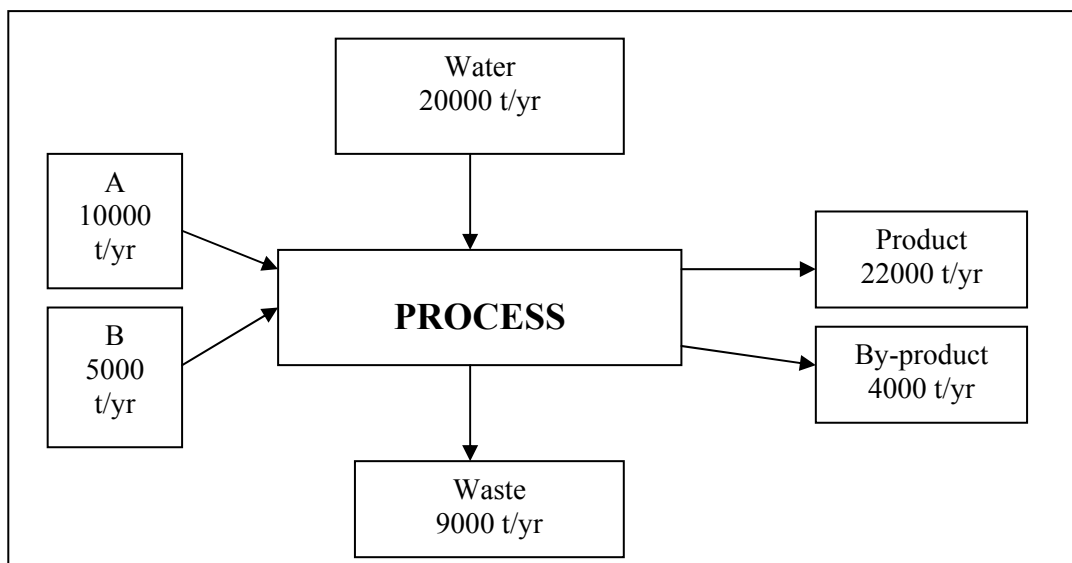 Water
20000 t/yr
A
10000
t/yr
Product
22000 t/yr
PROCESS
B
5000
t/yr
By-product
4000 t/yr
Waste
9000 t/yr